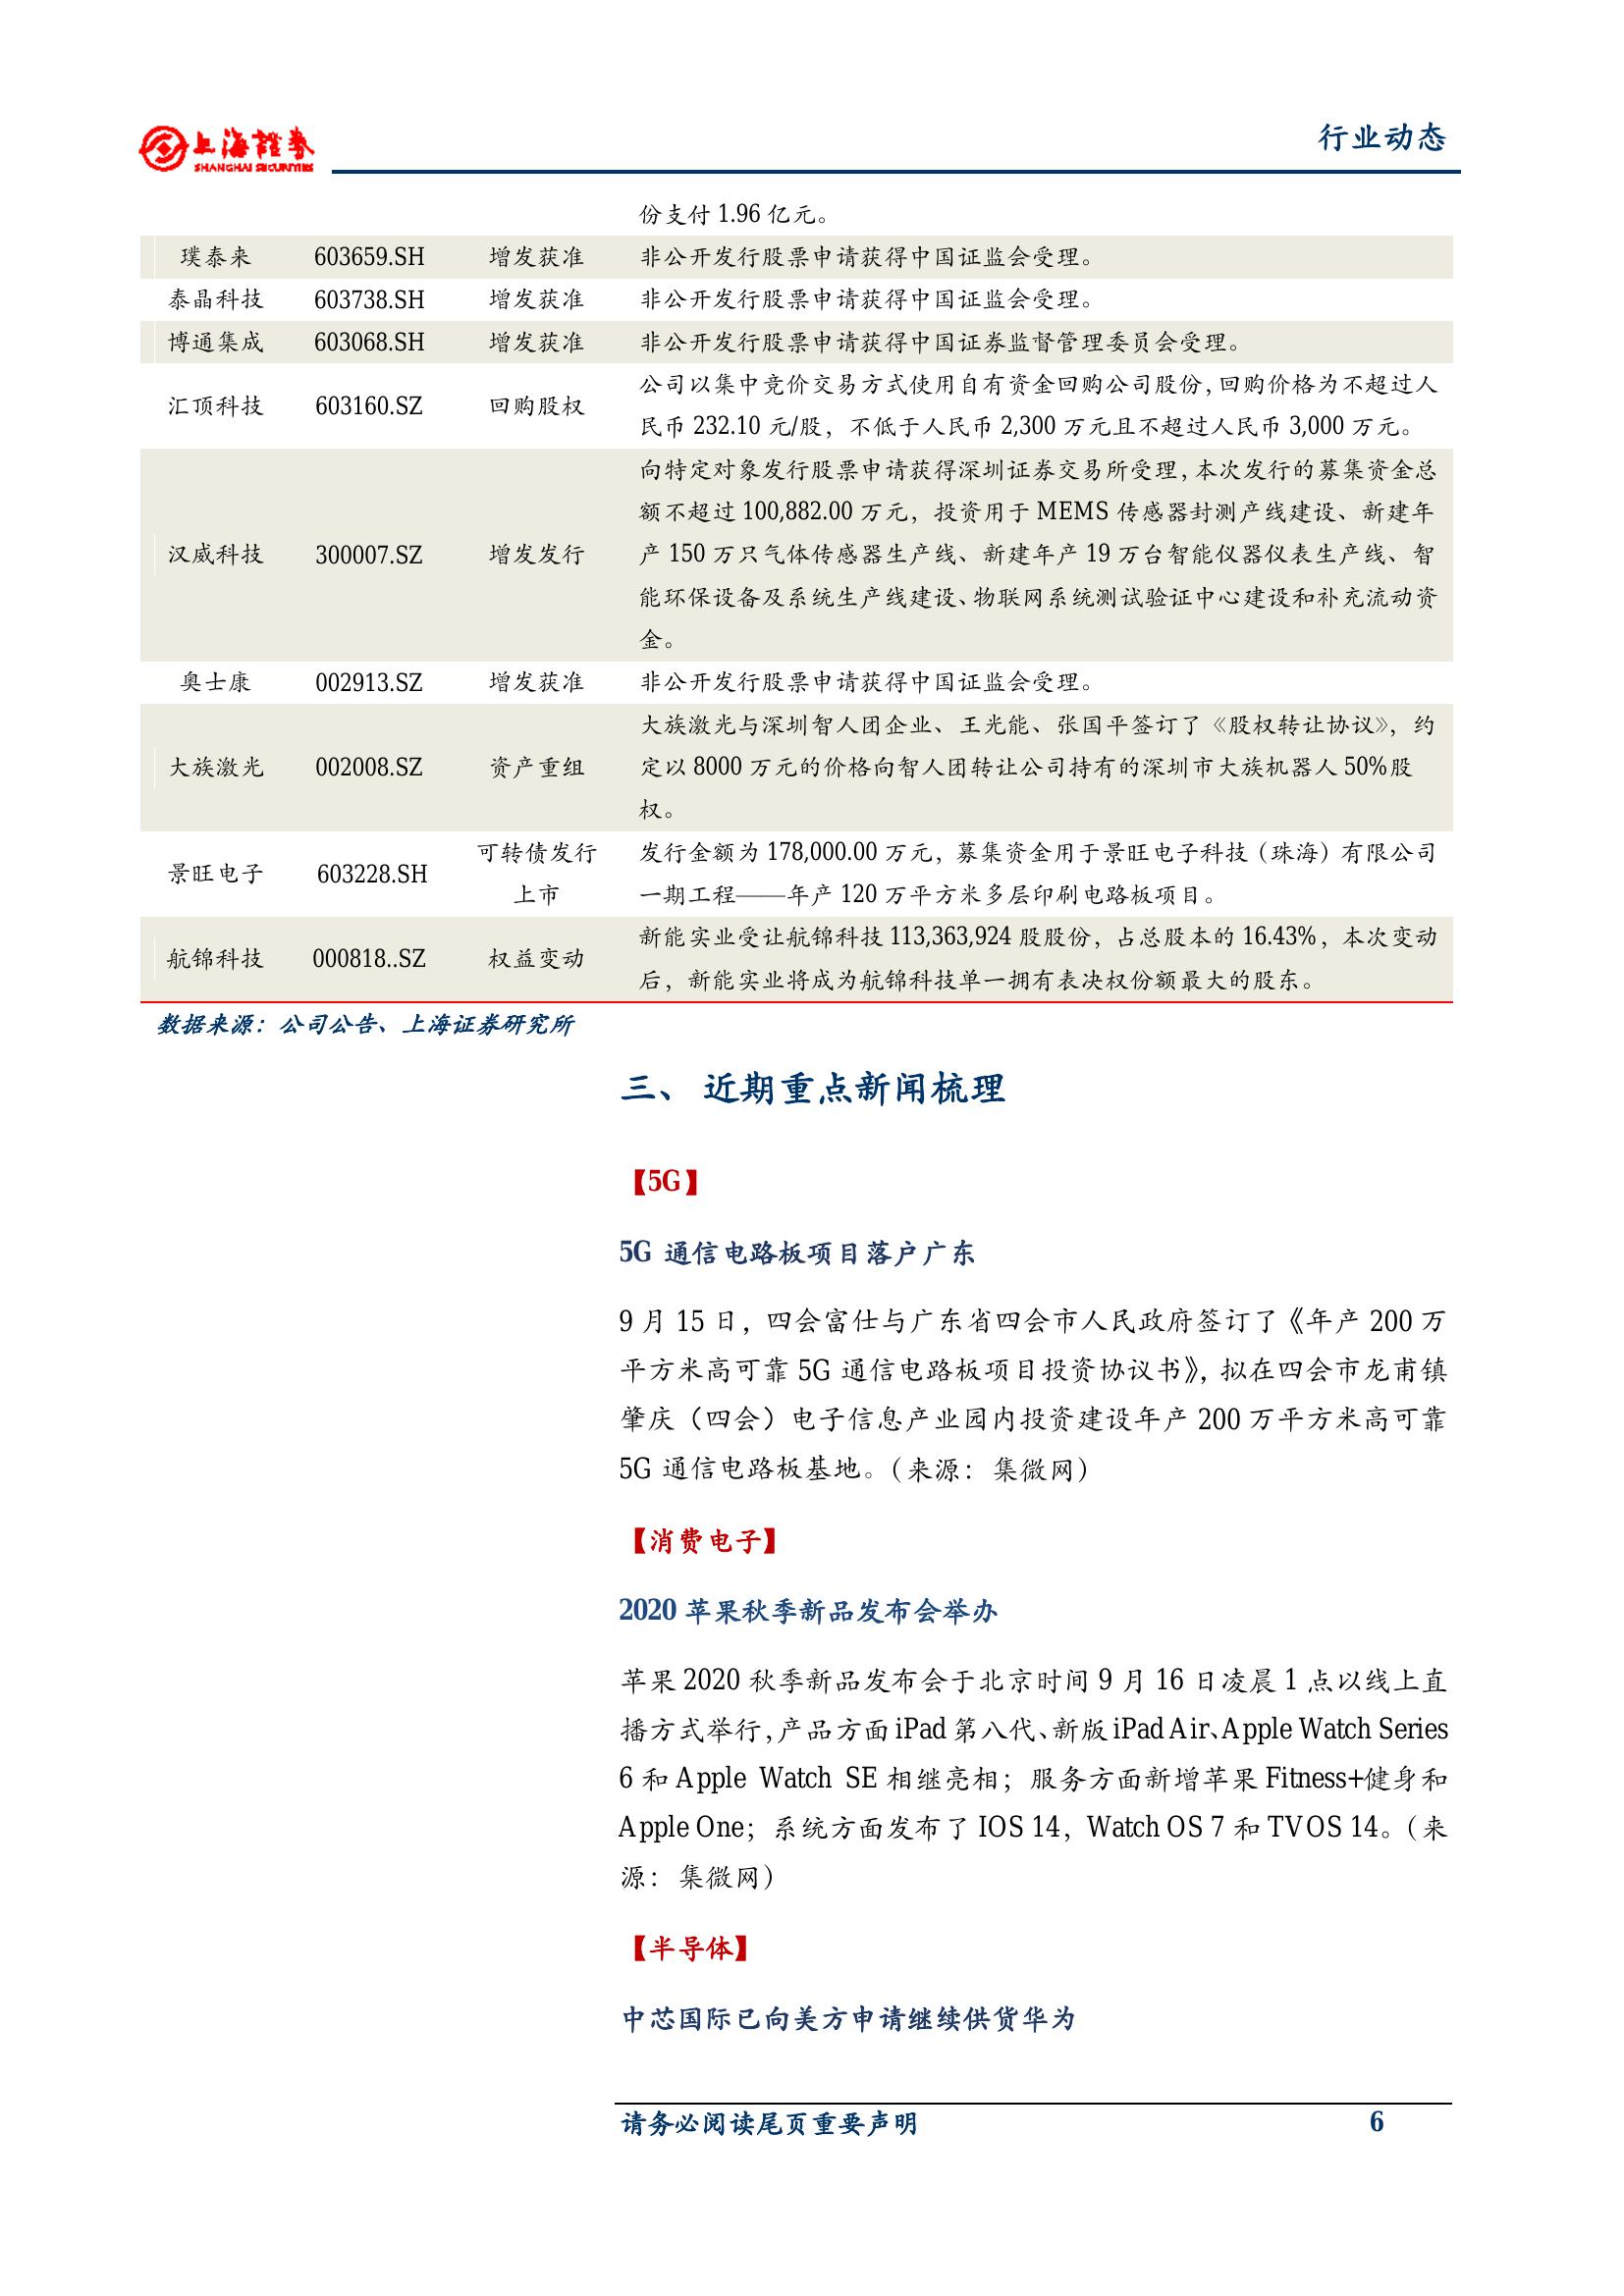 上海證券
SHANGHAI SECURITIES
行业动态
份支付 1.96 亿元。
璞泰来 603659.SH 增发获准 非公开发行股票申请获得中国证监会受理。
泰晶科技 603738.SH 增发获准 非公开发行股票申请获得中国证监会受理。
博通集成 603068.SH 增发获准 非公开发行股票申请获得中国证券监督管理委员会受理。
汇顶科技 603160.SZ 回购股权 公司以集中竞价交易方式使用自有资金回购公司股份，回购价格为不超过人
民币 232.10 元/股，不低于人民币 2,300 万元且不超过人民币 3,000 万元。
汉威科技 300007.SZ 增发发行 向特定对象发行股票申请获得深圳证券交易所受理，本次发行的募集资金总
额不超过 100,882.00 万元，投资用于 MEMS 传感器封测产线建设、新建年
产 150 万只气体传感器生产线、新建年产 19 万台智能仪器仪表生产线、智
能环保设备及系统生产线建设、物联网系统测试验证中心建设和补充流动资
金。
奥士康 002913.SZ 增发获准 非公开发行股票申请获得中国证监会受理。
大族激光 002008.SZ 资产重组 大族激光与深圳智人团企业、王光能、张国平签订了《股权转让协议》，约
定以 8000 万元的价格向智人团转让公司持有的深圳市大族机器人 50%股
权。
景旺电子 603228.SH 可转债发行上市 发行金额为 178,000.00 万元，募集资金用于景旺电子科技（珠海）有限公司
一期工程——年产 120 万平方米多层印刷电路板项目。
航锦科技 000818..SZ 权益变动 新能实业受让航锦科技 113,363,924 股股份，占总股本的 16.43%，本次变动
后，新能实业将成为航锦科技单一拥有表决权份额最大的股东。
数据来源：公司公告、上海证券研究所
三、 近期重点新闻梳理
【5G】
5G 通信电路板项目落户广东
9 月 15 日，四会富仕与广东省四会市人民政府签订了《年产 200 万
平方米高可靠 5G 通信电路板项目投资协议书》，拟在四会市龙甫镇
肇庆（四会）电子信息产业园内投资建设年产 200 万平方米高可靠
5G 通信电路板基地。（来源： 集微网）
【消费电子】
2020 苹果秋季新品发布会举办
苹果 2020 秋季新品发布会于北京时间 9 月 16 日凌晨 1 点以线上直
播方式举行，产品方面 iPad 第八代、新版 iPad Air、Apple Watch Series
6 和 Apple Watch SE 相继亮相；服务方面新增苹果 Fitness+健身和
Apple One；系统方面发布了 IOS 14，Watch OS 7 和 TVOS 14。（来
源： 集微网）
【半导体】
中芯国际已向美方申请继续供货华为
请务必阅读尾页重要声明 6